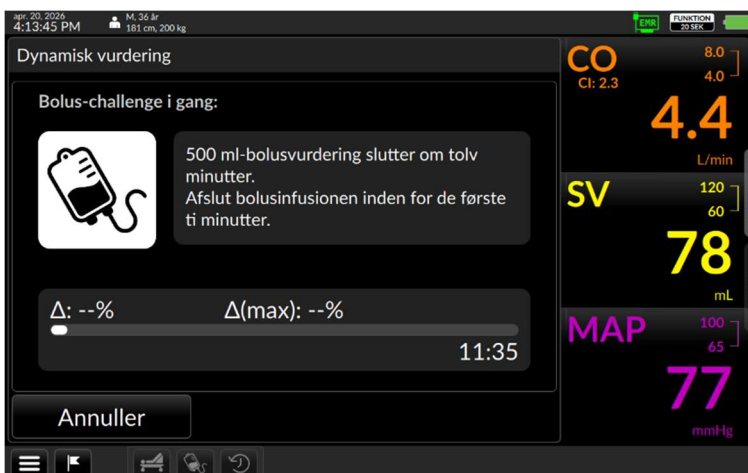 apr. 20, 2026
4:13:45 PM
M, 36 år
181 cm, 200 kg
EMR
FUNKTION
20 SEK
Dynamisk vurdering
Bolus-challenge i gang:
500 ml-bolusvurdering slutter om tolv
minutter.
Afslut bolusinfusionen inden for de første
ti minutter.
Δ: --%
Δ(max): --%
11:35
Annuller
CO
CI: 2.3
8.0
4.0
4.4
L/min
SV
120
60
78
mL
MAP
100
65
77
mmHg